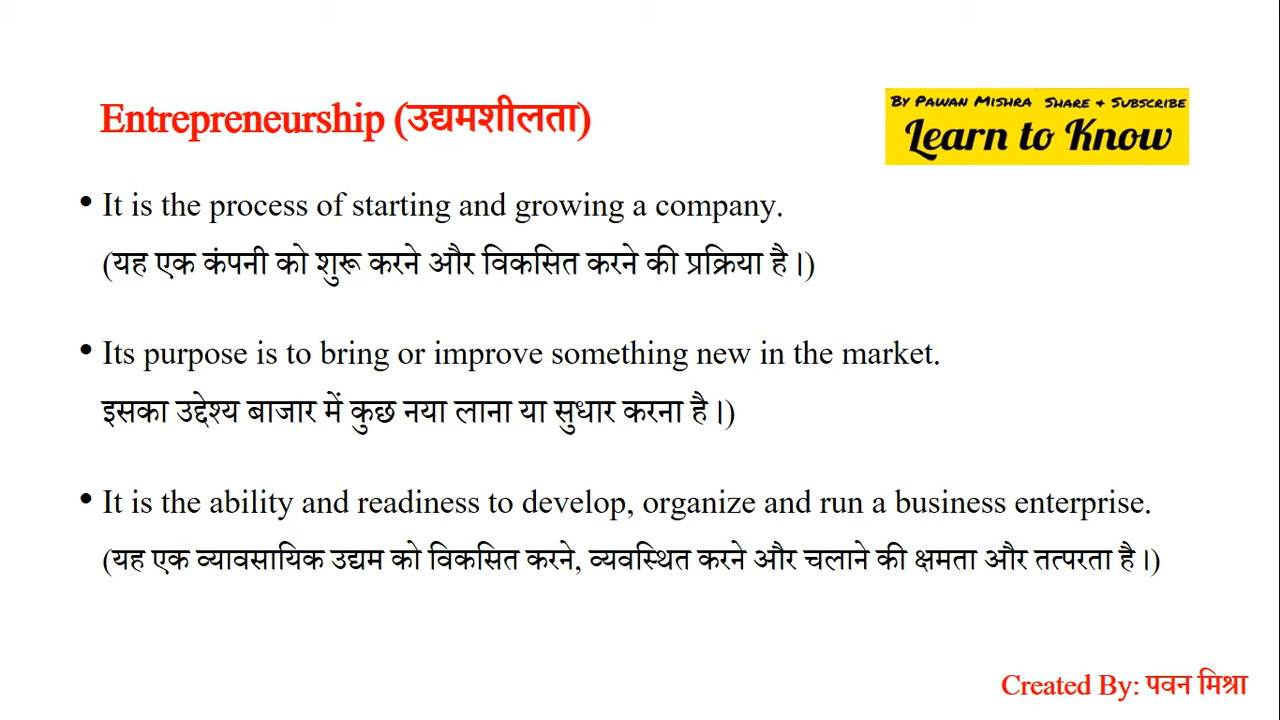 Entrepreneurship (उद्यमशीलता)
By Pawan Mishra Share & Subscribe
Learn to Know
• It is the process of starting and growing a company.
(यह एक कंपनी को शुरू करने और विकसित करने की प्रक्रिया है।)
• Its purpose is to bring or improve something new in the market.
इसका उद्देश्य बाजार में कुछ नया लाना या सुधार करना है।)
• It is the ability and readiness to develop, organize and run a business enterprise.
(यह एक व्यावसायिक उद्यम को विकसित करने, व्यवस्थित करने और चलाने की क्षमता और तत्परता है।)
Created By: पवन मिश्रा